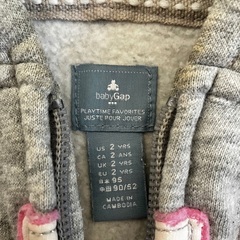 babyGap
PLAYTIME FAVORITES
JUSTE POUR JOUER
US 2 YRS
CA 2 ANS
UK 2 YRS
EU 2 YRS
95
90/52
MADE IN
CAMBODIA